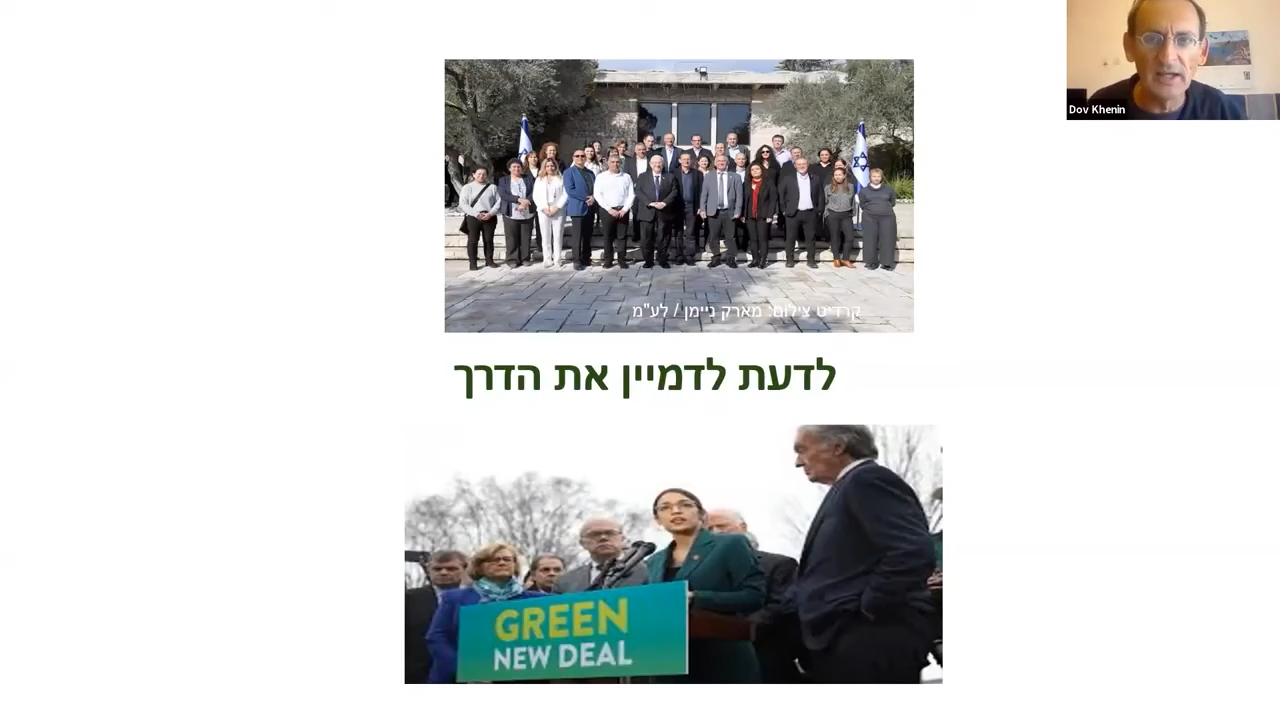 Dov Khenin
קרדיט צילום: מארק ניימן / לע"מ
לדעת לדמיין את הדרך
GREEN
NEW DEAL